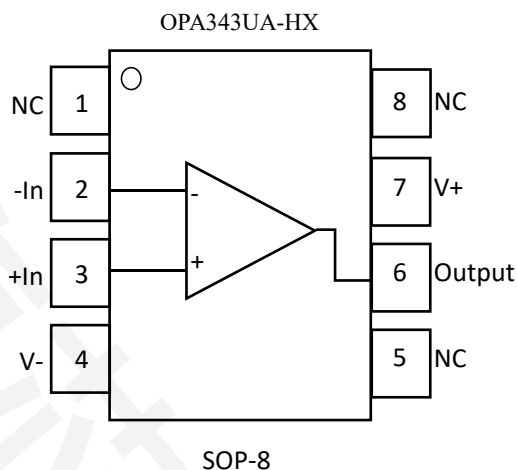 OPA343UA-HX
NC 1 8 NC
-In 2 - 7 V+
+In 3 + 6 Output
V- 4 5 NC
SOP-8